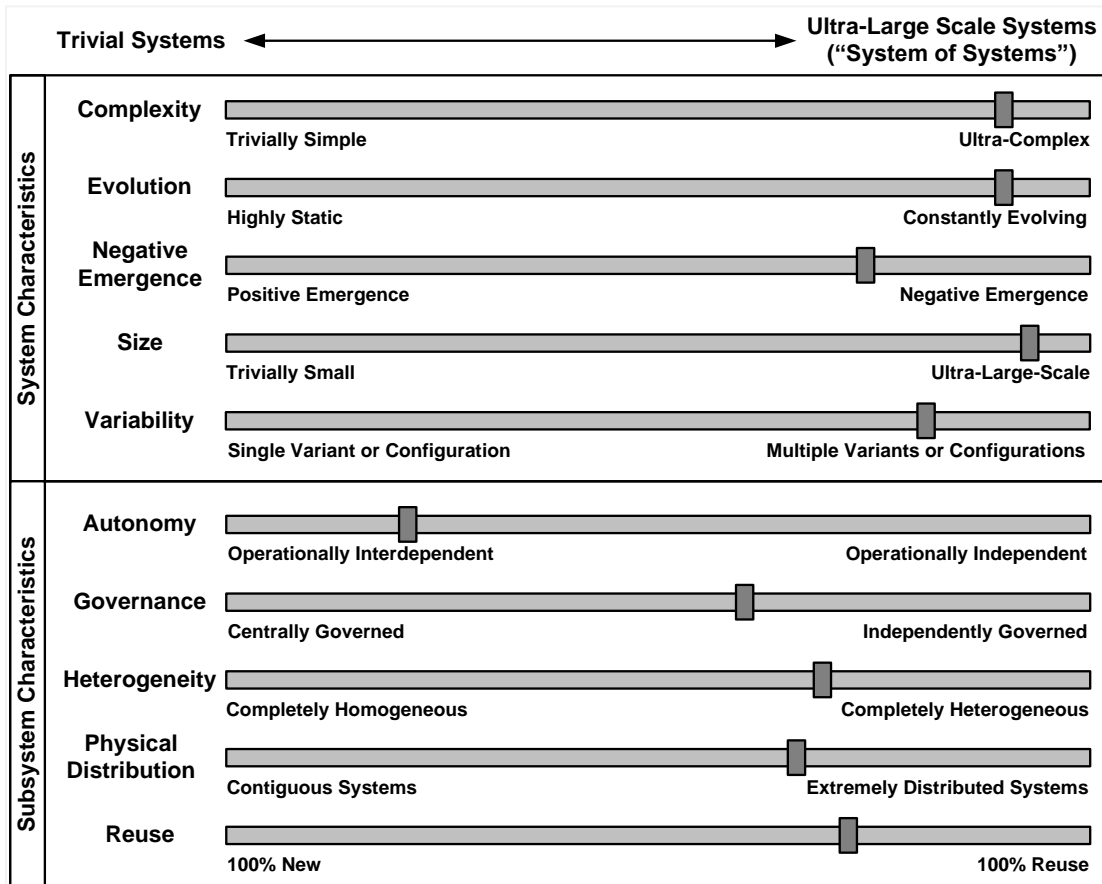 Trivial Systems
Ultra-Large Scale Systems
(“System of Systems”)
System Characteristics
Complexity
Trivially Simple
Ultra-Complex
Evolution
Highly Static
Constantly Evolving
Negative
Emergence
Positive Emergence
Negative Emergence
Size
Trivially Small
Ultra-Large-Scale
Variability
Single Variant or Configuration
Multiple Variants or Configurations
Subsystem Characteristics
Autonomy
Operationally Interdependent
Operationally Independent
Governance
Centrally Governed
Independently Governed
Heterogeneity
Completely Homogeneous
Completely Heterogeneous
Physical
Distribution
Contiguous Systems
Extremely Distributed Systems
Reuse
100% New
100% Reuse